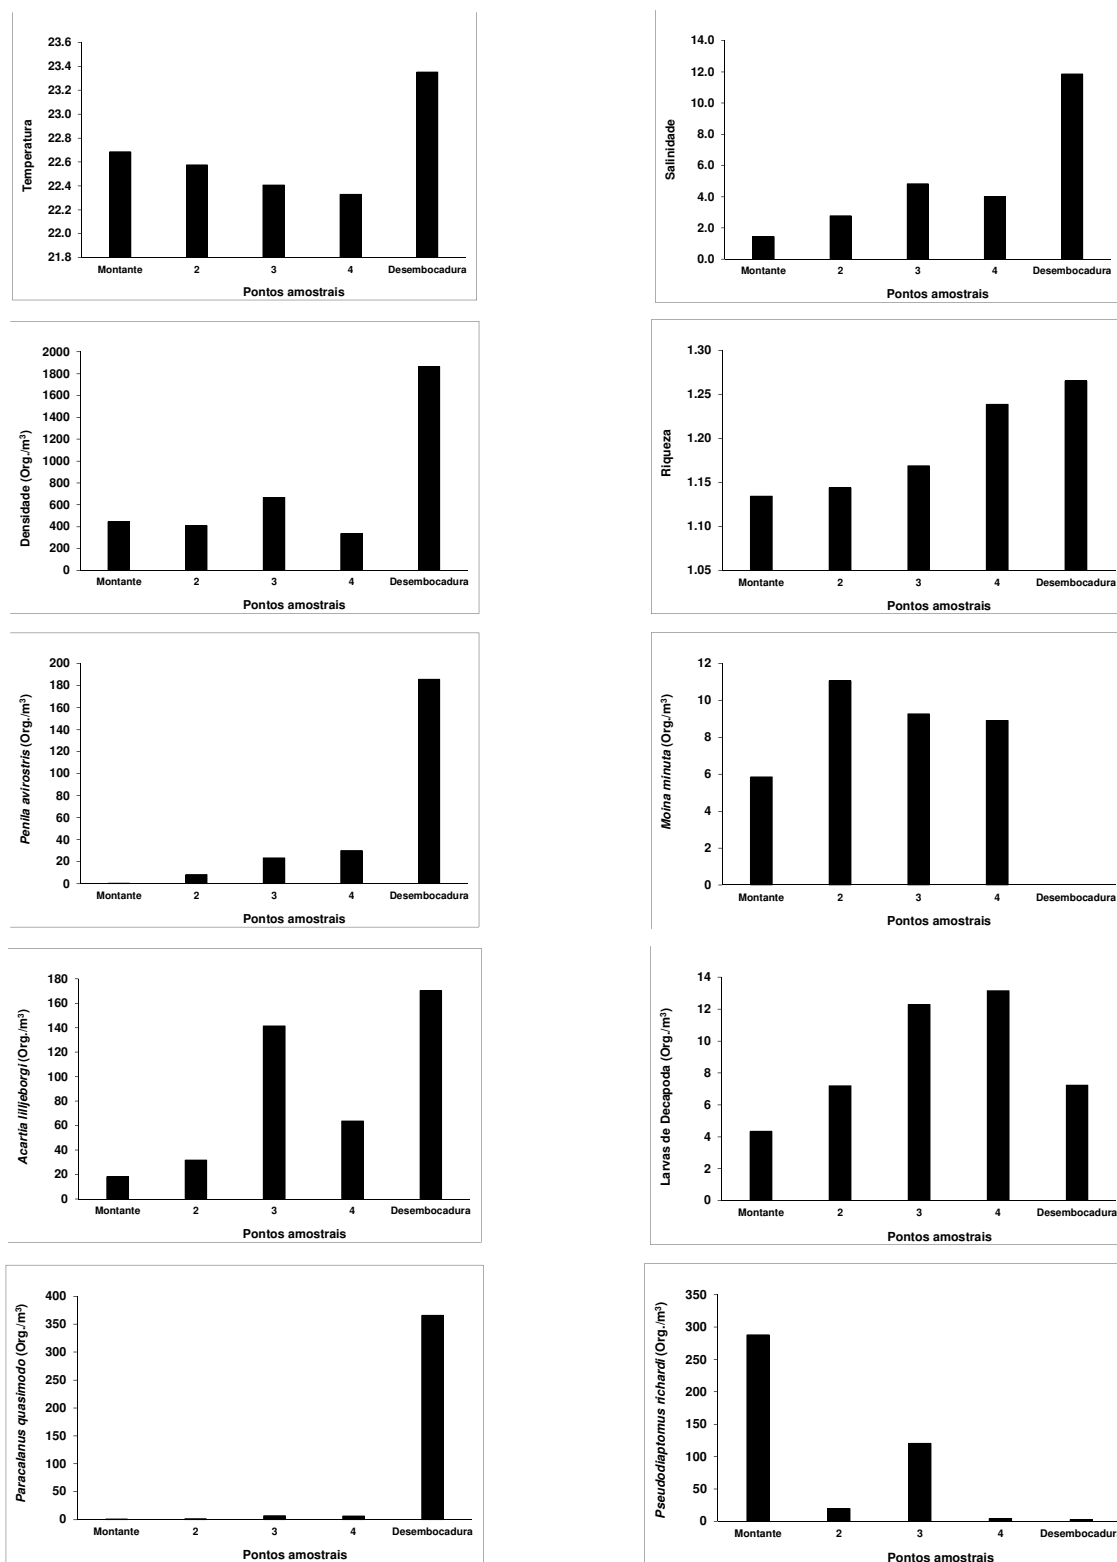 23.6
23.4
23.2
23.0
22.8
22.6
22.4
22.2
22.0
21.8
Temperatura
Montante 2 3 4 Desembocadura
Pontos amostrais
14.0
12.0
10.0
8.0
6.0
4.0
2.0
0.0
Salinidade
Montante 2 3 4 Desembocadura
Pontos amostrais
2000
1800
1600
1400
1200
1000
800
600
400
200
0
Densidade (Org./m³)
Montante 2 3 4 Desembocadura
Pontos amostrais
1.30
1.25
1.20
1.15
1.10
1.05
Riqueza
Montante 2 3 4 Desembocadura
Pontos amostrais
200
180
160
140
120
100
80
60
40
20
0
Penila avirostris (Org./m³)
Montante 2 3 4 Desembocadura
Pontos amostrais
12
10
8
6
4
2
0
Moina minuta (Org./m³)
Montante 2 3 4 Desembocadura
Pontos amostrais
180
160
140
120
100
80
60
40
20
0
Acartia lilljeborgi (Org./m³)
Montante 2 3 4 Desembocadura
Pontos amostrais
14
12
10
8
6
4
2
0
Larvas de Decapoda (Org./m³)
Montante 2 3 4 Desembocadura
Pontos amostrais
400
350
300
250
200
150
100
50
0
Paracalanus quasimodo (Org./m³)
Montante 2 3 4 Desembocadura
Pontos amostrais
350
300
250
200
150
100
50
0
Pseudodiaptomus richardi (Org./m³)
Montante 2 3 4 Desembocadura
Pontos amostrais